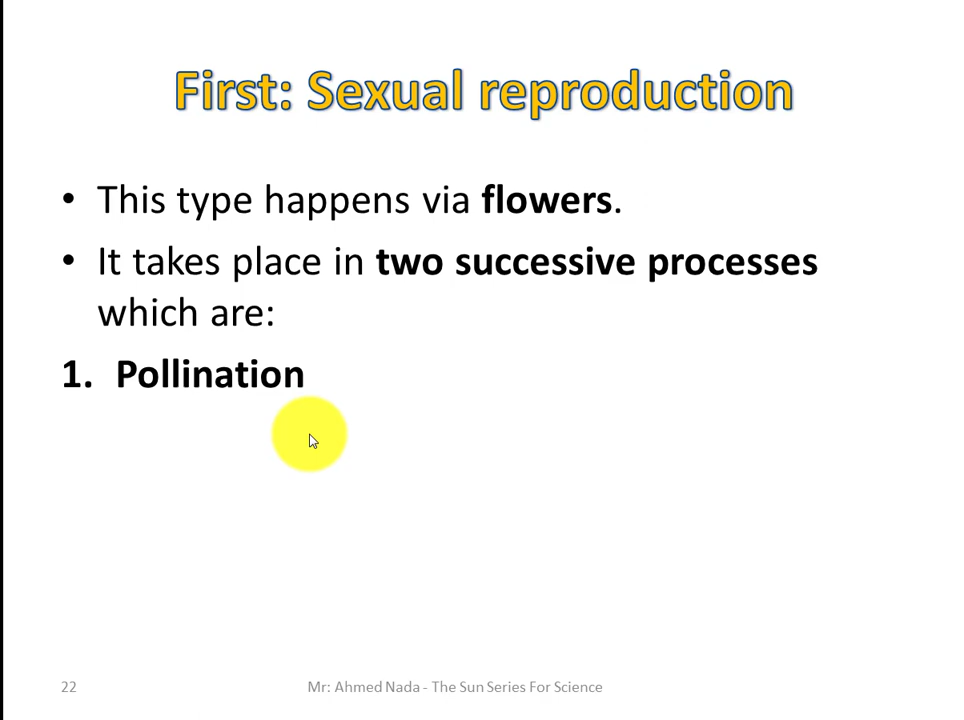 First: Sexual reproduction
• This type happens via flowers.
• It takes place in two successive processes
which are:
1. Pollination
22
Mr: Ahmed Nada - The Sun Series For Science